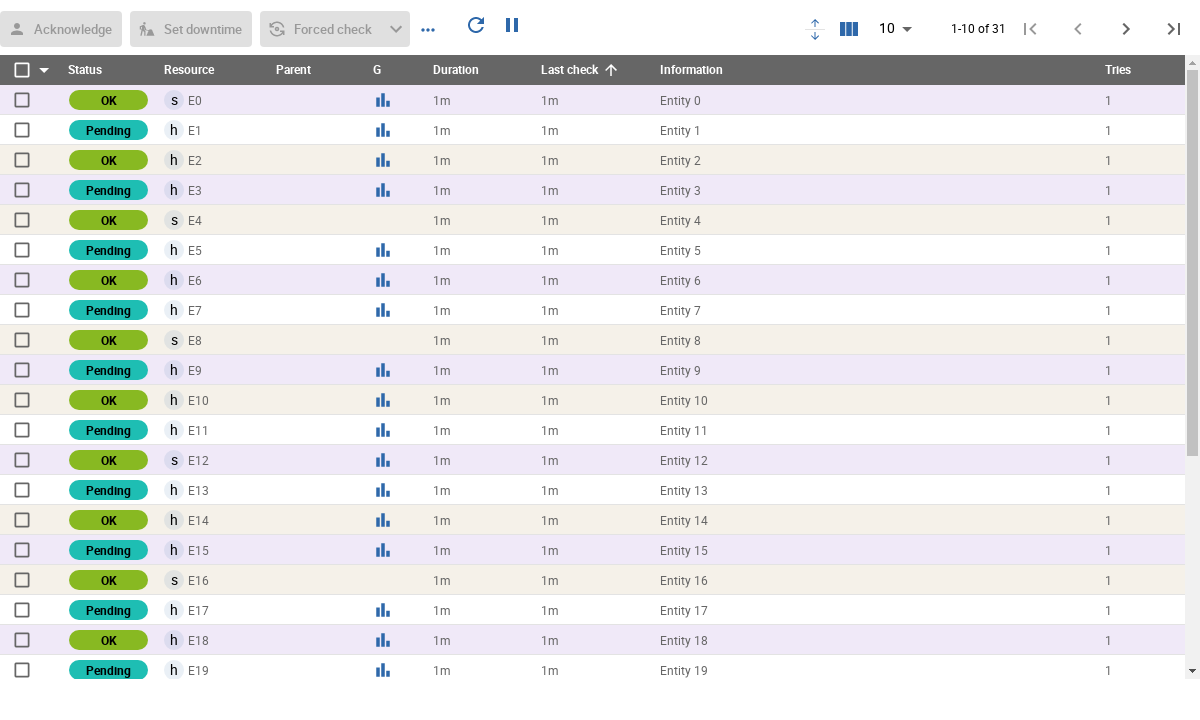 Acknowledge Set downtime Forced check 10 1-10 of 31
Status Resource Parent G Duration Last check Information Tries
OK s E0 1m 1m Entity 0 1
Pending h E1 1m 1m Entity 1 1
OK h E2 1m 1m Entity 2 1
Pending h E3 1m 1m Entity 3 1
OK s E4 1m 1m Entity 4 1
Pending h E5 1m 1m Entity 5 1
OK h E6 1m 1m Entity 6 1
Pending h E7 1m 1m Entity 7 1
OK s E8 1m 1m Entity 8 1
Pending h E9 1m 1m Entity 9 1
OK h E10 1m 1m Entity 10 1
Pending h E11 1m 1m Entity 11 1
OK s E12 1m 1m Entity 12 1
Pending h E13 1m 1m Entity 13 1
OK h E14 1m 1m Entity 14 1
Pending h E15 1m 1m Entity 15 1
OK s E16 1m 1m Entity 16 1
Pending h E17 1m 1m Entity 17 1
OK h E18 1m 1m Entity 18 1
Pending h E19 1m 1m Entity 19 1